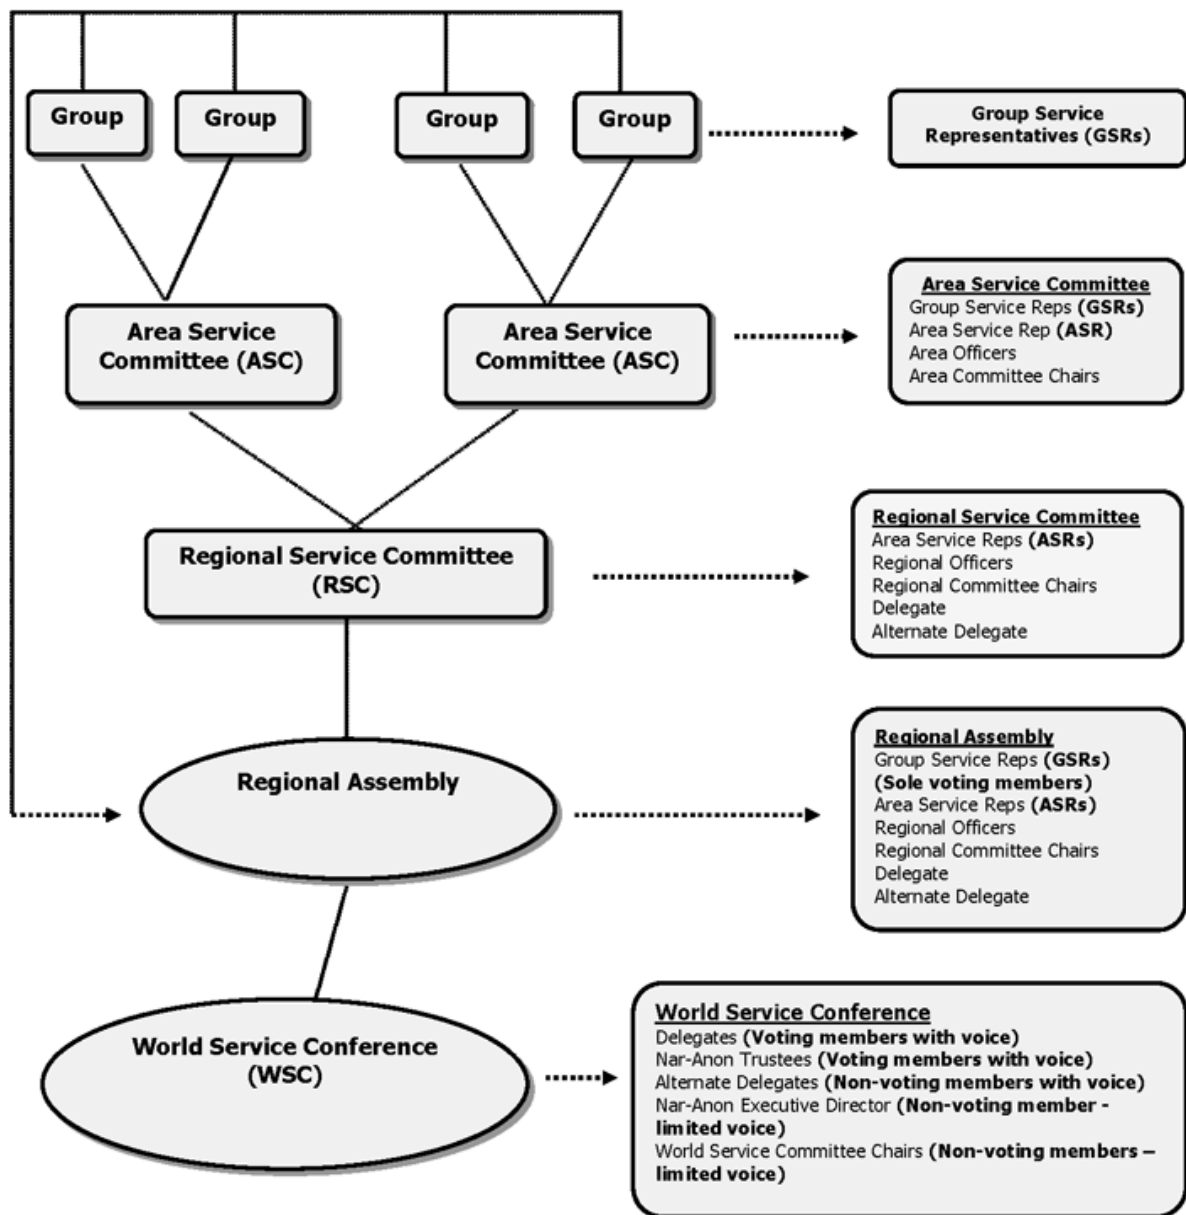 Group
Group
Group
Group
Group Service
Representatives (GSRs)
Area Service
Committee (ASC)
Area Service
Committee (ASC)
Area Service Committee
Group Service Reps (GSRs)
Area Service Rep (ASR)
Area Officers
Area Committee Chairs
Regional Service Committee
(RSC)
Regional Service Committee
Area Service Reps (ASRs)
Regional Officers
Regional Committee Chairs
Delegate
Alternate Delegate
Regional Assembly
Regional Assembly
Group Service Reps (GSRs)
(Sole voting members)
Area Service Reps (ASRs)
Regional Officers
Regional Committee Chairs
Delegate
Alternate Delegate
World Service Conference
(WSC)
World Service Conference
Delegates (Voting members with voice)
Nar-Anon Trustees (Voting members with voice)
Alternate Delegates (Non-voting members with voice)
Nar-Anon Executive Director (Non-voting member -
limited voice)
World Service Committee Chairs (Non-voting members –
limited voice)